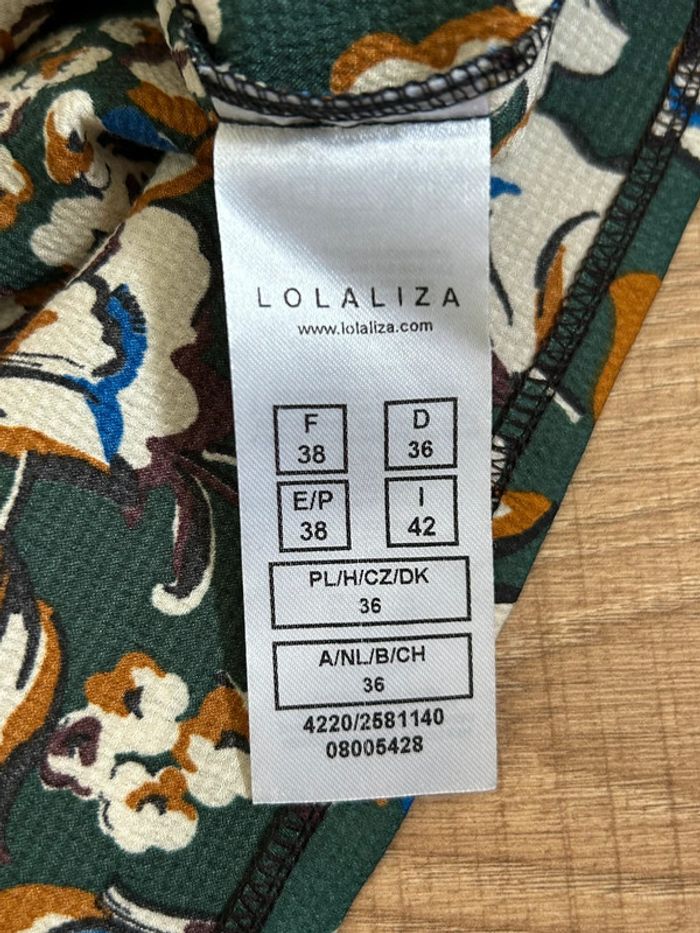 LOLALIZA
www.lolaliza.com
F
38
D
36
E/P
38
I
42
PL/H/CZ/DK
36
A/NL/B/CH
36
4220/2581140
08005428